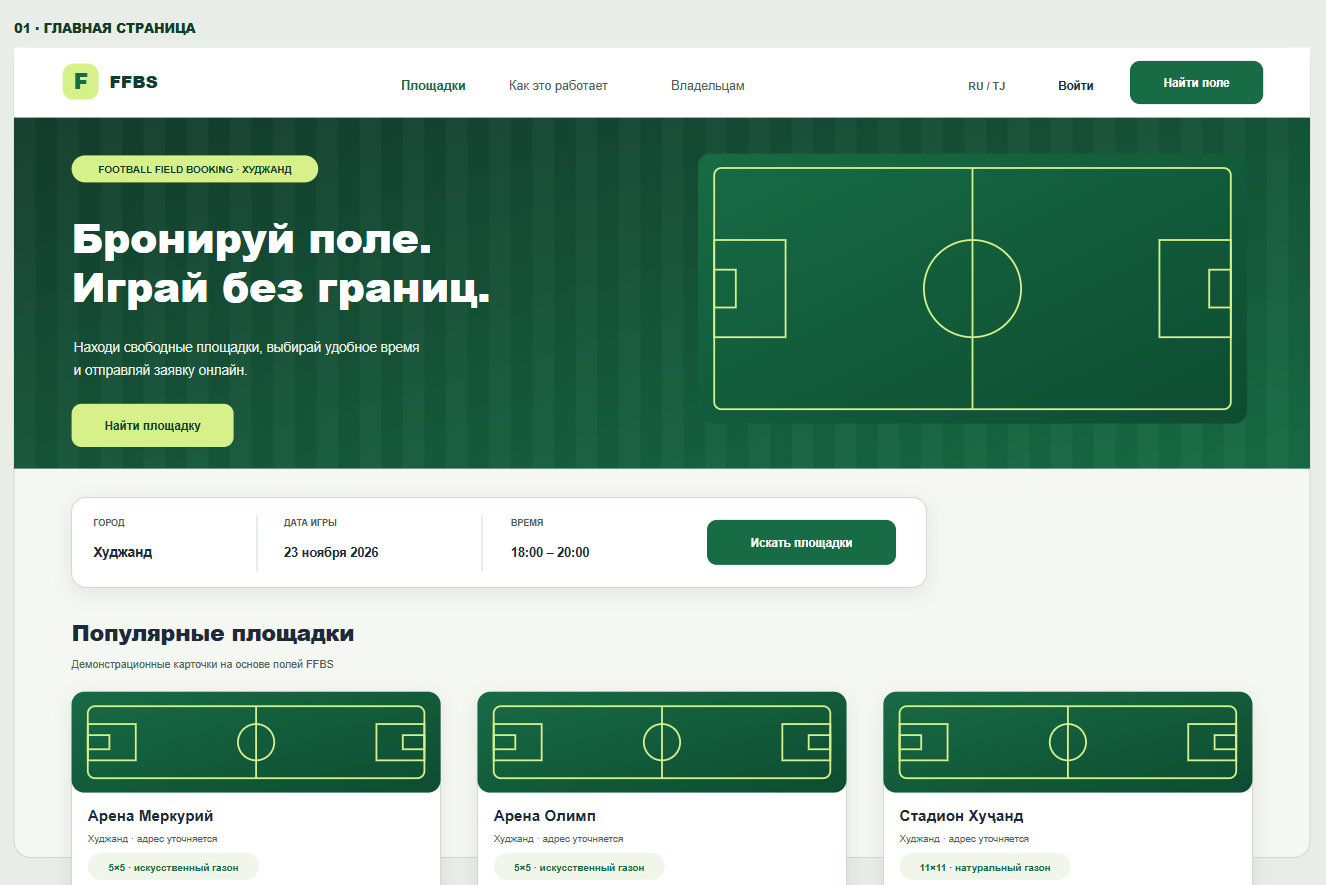 01 · ГЛАВНАЯ СТРАНИЦА
F FFBS
Площадки
Как это работает
Владельцам
RU / TJ
Войти
Найти поле
FOOTBALL FIELD BOOKING · ХУДЖАНД
Бронируй поле.
Играй без границ.
Находи свободные площадки, выбирай удобное время
и отправляй заявку онлайн.
Найти площадку
ГОРОД
Худжанд
ДАТА ИГРЫ
23 ноября 2026
ВРЕМЯ
18:00 – 20:00
Искать площадки
Популярные площадки
Демонстрационные карточки на основе полей FFBS
Арена Меркурий
Худжанд · адрес уточняется
5×5 · искусственный газон
Арена Олимп
Худжанд · адрес уточняется
5×5 · искусственный газон
Стадион Хуҷанд
Худжанд · адрес уточняется
11×11 · натуральный газон